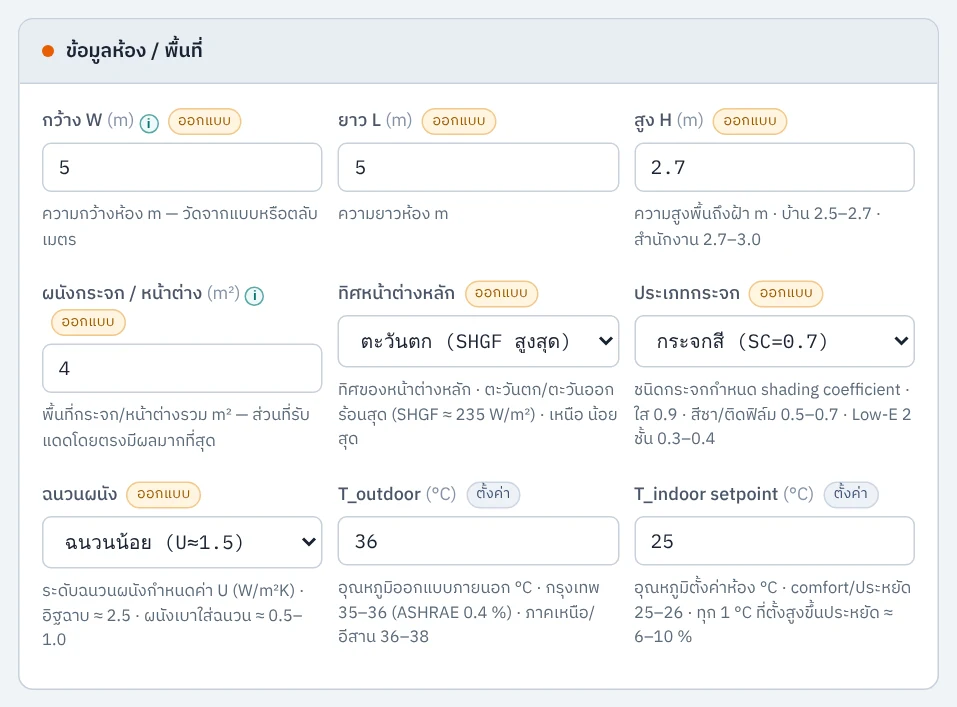 ข้อมูลห้อง / พื้นที่
กว้าง W (m) i ออกแบบ
5
ความกว้างห้อง m — วัดจากแบบหรือตลับ
เมตร
ยาว L (m) ออกแบบ
5
ความยาวห้อง m
สูง H (m) ออกแบบ
2.7
ความสูงพื้นถึงฝ้า m · บ้าน 2.5–2.7 ·
สำนักงาน 2.7–3.0
ผนังกระจก / หน้าต่าง (m²) i
ออกแบบ
4
พื้นที่กระจก/หน้าต่างรวม m² — ส่วนที่รับ
แดดโดยตรงมีผลมากที่สุด
ทิศหน้าต่างหลัก ออกแบบ
ตะวันตก (SHGF สูงสุด)
ทิศของหน้าต่างหลัก · ตะวันตก/ตะวันออก
ร้อนสุด (SHGF ≈ 235 W/m²) · เหนือ น้อย
สุด
ประเภทกระจก ออกแบบ
กระจกสี (SC=0.7)
ชนิดกระจกกำหนด shading coefficient ·
ใส 0.9 · สีชา/ติดฟิล์ม 0.5–0.7 · Low-E 2
ชั้น 0.3–0.4
ฉนวนผนัง ออกแบบ
ฉนวนน้อย (U≈1.5)
ระดับฉนวนผนังกำหนดค่า U (W/m²K) ·
อิฐฉาบ ≈ 2.5 · ผนังเบาใส่ฉนวน ≈ 0.5–
1.0
T_outdoor (°C) ตั้งค่า
36
อุณหภูมิออกแบบภายนอก °C · กรุงเทพ
35–36 (ASHRAE 0.4 %) · ภาคเหนือ/
อีสาน 36–38
T_indoor setpoint (°C) ตั้งค่า
25
อุณหภูมิตั้งค่าห้อง °C · comfort/ประหยัด
25–26 · ทุก 1 °C ที่ตั้งสูงขึ้นประหยัด ≈
6–10 %